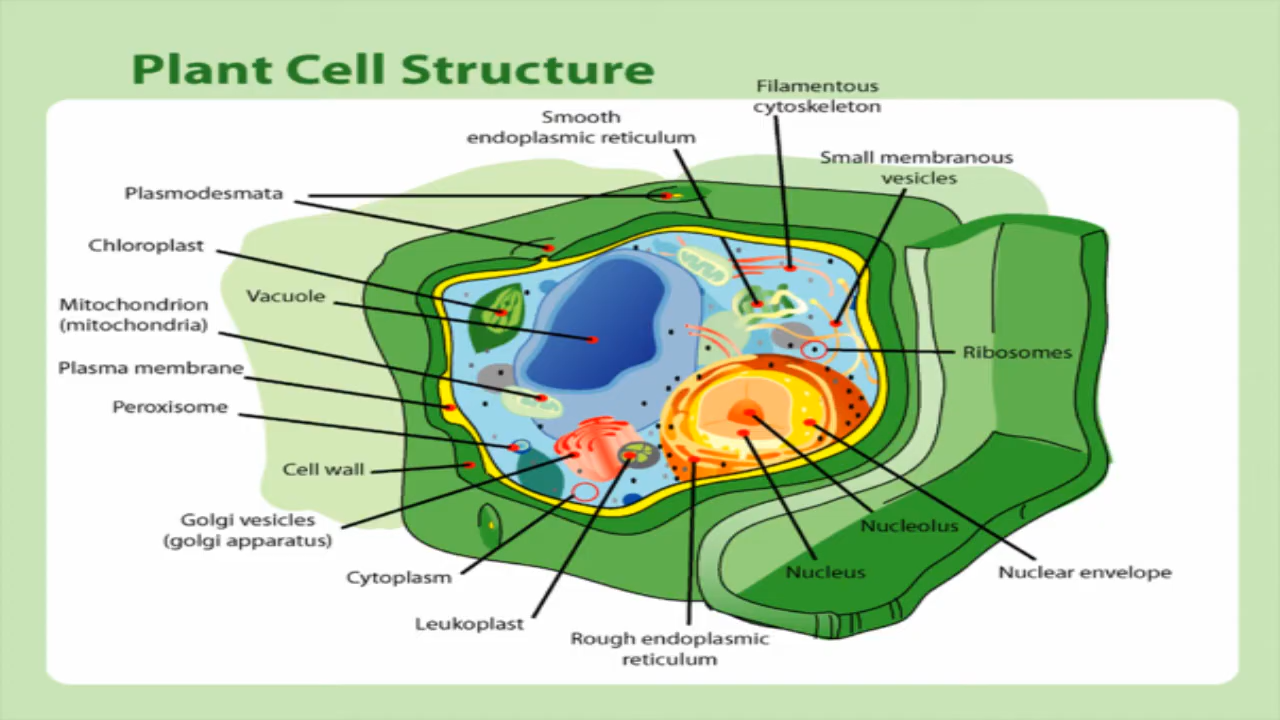 Plant Cell Structure
Filamentous
cytoskeleton
Smooth
endoplasmic reticulum
Small membranous
vesicles
Plasmodesmata
Chloroplast
Vacuole
Mitochondrion
(mitochondria)
Ribosomes
Plasma membrane
Peroxisome
Cell wall
Golgi vesicles
(golgi apparatus)
Nucleolus
Cytoplasm
Nucleus
Nuclear envelope
Leukoplast
Rough endoplasmic
reticulum